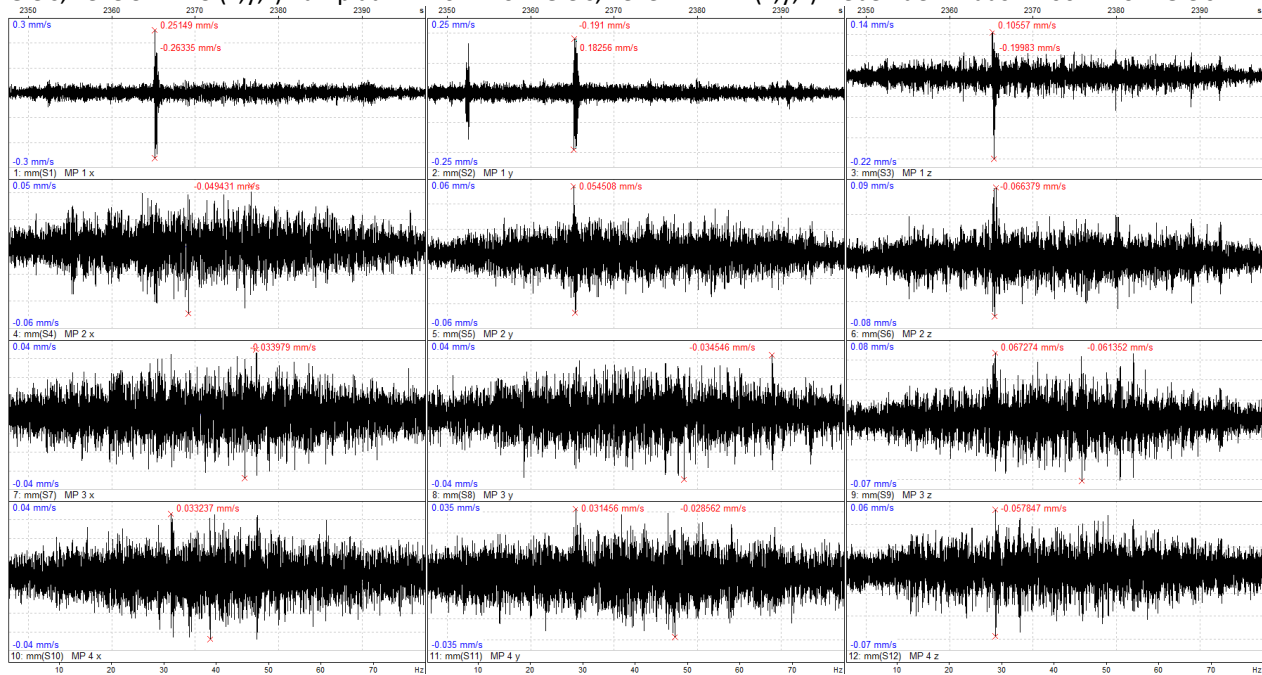 2350 2360 2370 2380 2390 s 2350 2360 2370 2380 2390 s 2350 2360 2370 2380 2390 s
0.3 mm/s 0.25149 mm/s 0.25 mm/s -0.191 mm/s 0.14 mm/s 0.10557 mm/s
-0.26335 mm/s 0.18256 mm/s -0.19983 mm/s
-0.3 mm/s -0.25 mm/s -0.22 mm/s
1: mm(S1) MP 1 x 2: mm(S2) MP 1 y 3: mm(S3) MP 1 z
0.05 mm/s -0.049431 mm/s 0.06 mm/s 0.054508 mm/s 0.09 mm/s -0.066379 mm/s
-0.06 mm/s -0.06 mm/s -0.08 mm/s
4: mm(S4) MP 2 x 5: mm(S5) MP 2 y 6: mm(S6) MP 2 z
0.04 mm/s -0.033979 mm/s 0.04 mm/s -0.034546 mm/s 0.08 mm/s 0.067274 mm/s -0.061352 mm/s
-0.04 mm/s -0.04 mm/s -0.07 mm/s
7: mm(S7) MP 3 x 8: mm(S8) MP 3 y 9: mm(S9) MP 3 z
0.04 mm/s 0.033237 mm/s 0.035 mm/s 0.031456 mm/s -0.028562 mm/s 0.06 mm/s -0.057847 mm/s
-0.04 mm/s -0.035 mm/s -0.07 mm/s
10: mm(S10) MP 4 x 11: mm(S11) MP 4 y 12: mm(S12) MP 4 z
10 20 30 40 50 60 70 Hz 10 20 30 40 50 60 70 Hz 10 20 30 40 50 60 70 Hz